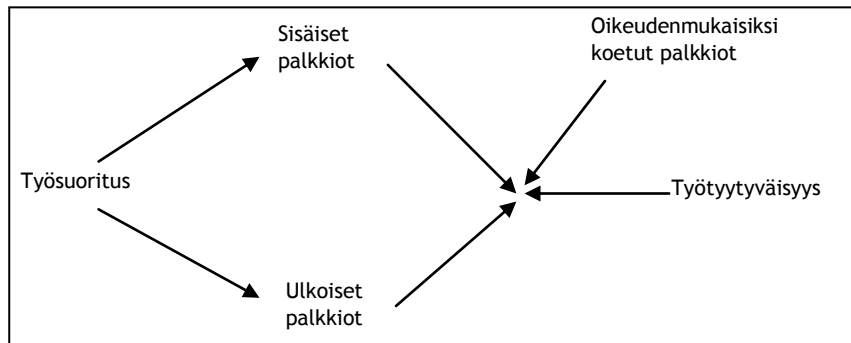 Sisäiset
palkkiot
Oikeudenmukaisiksi
koetut palkkiot
Työsuoritus
Työtyytyväisyys
Ulkoiset
palkkiot